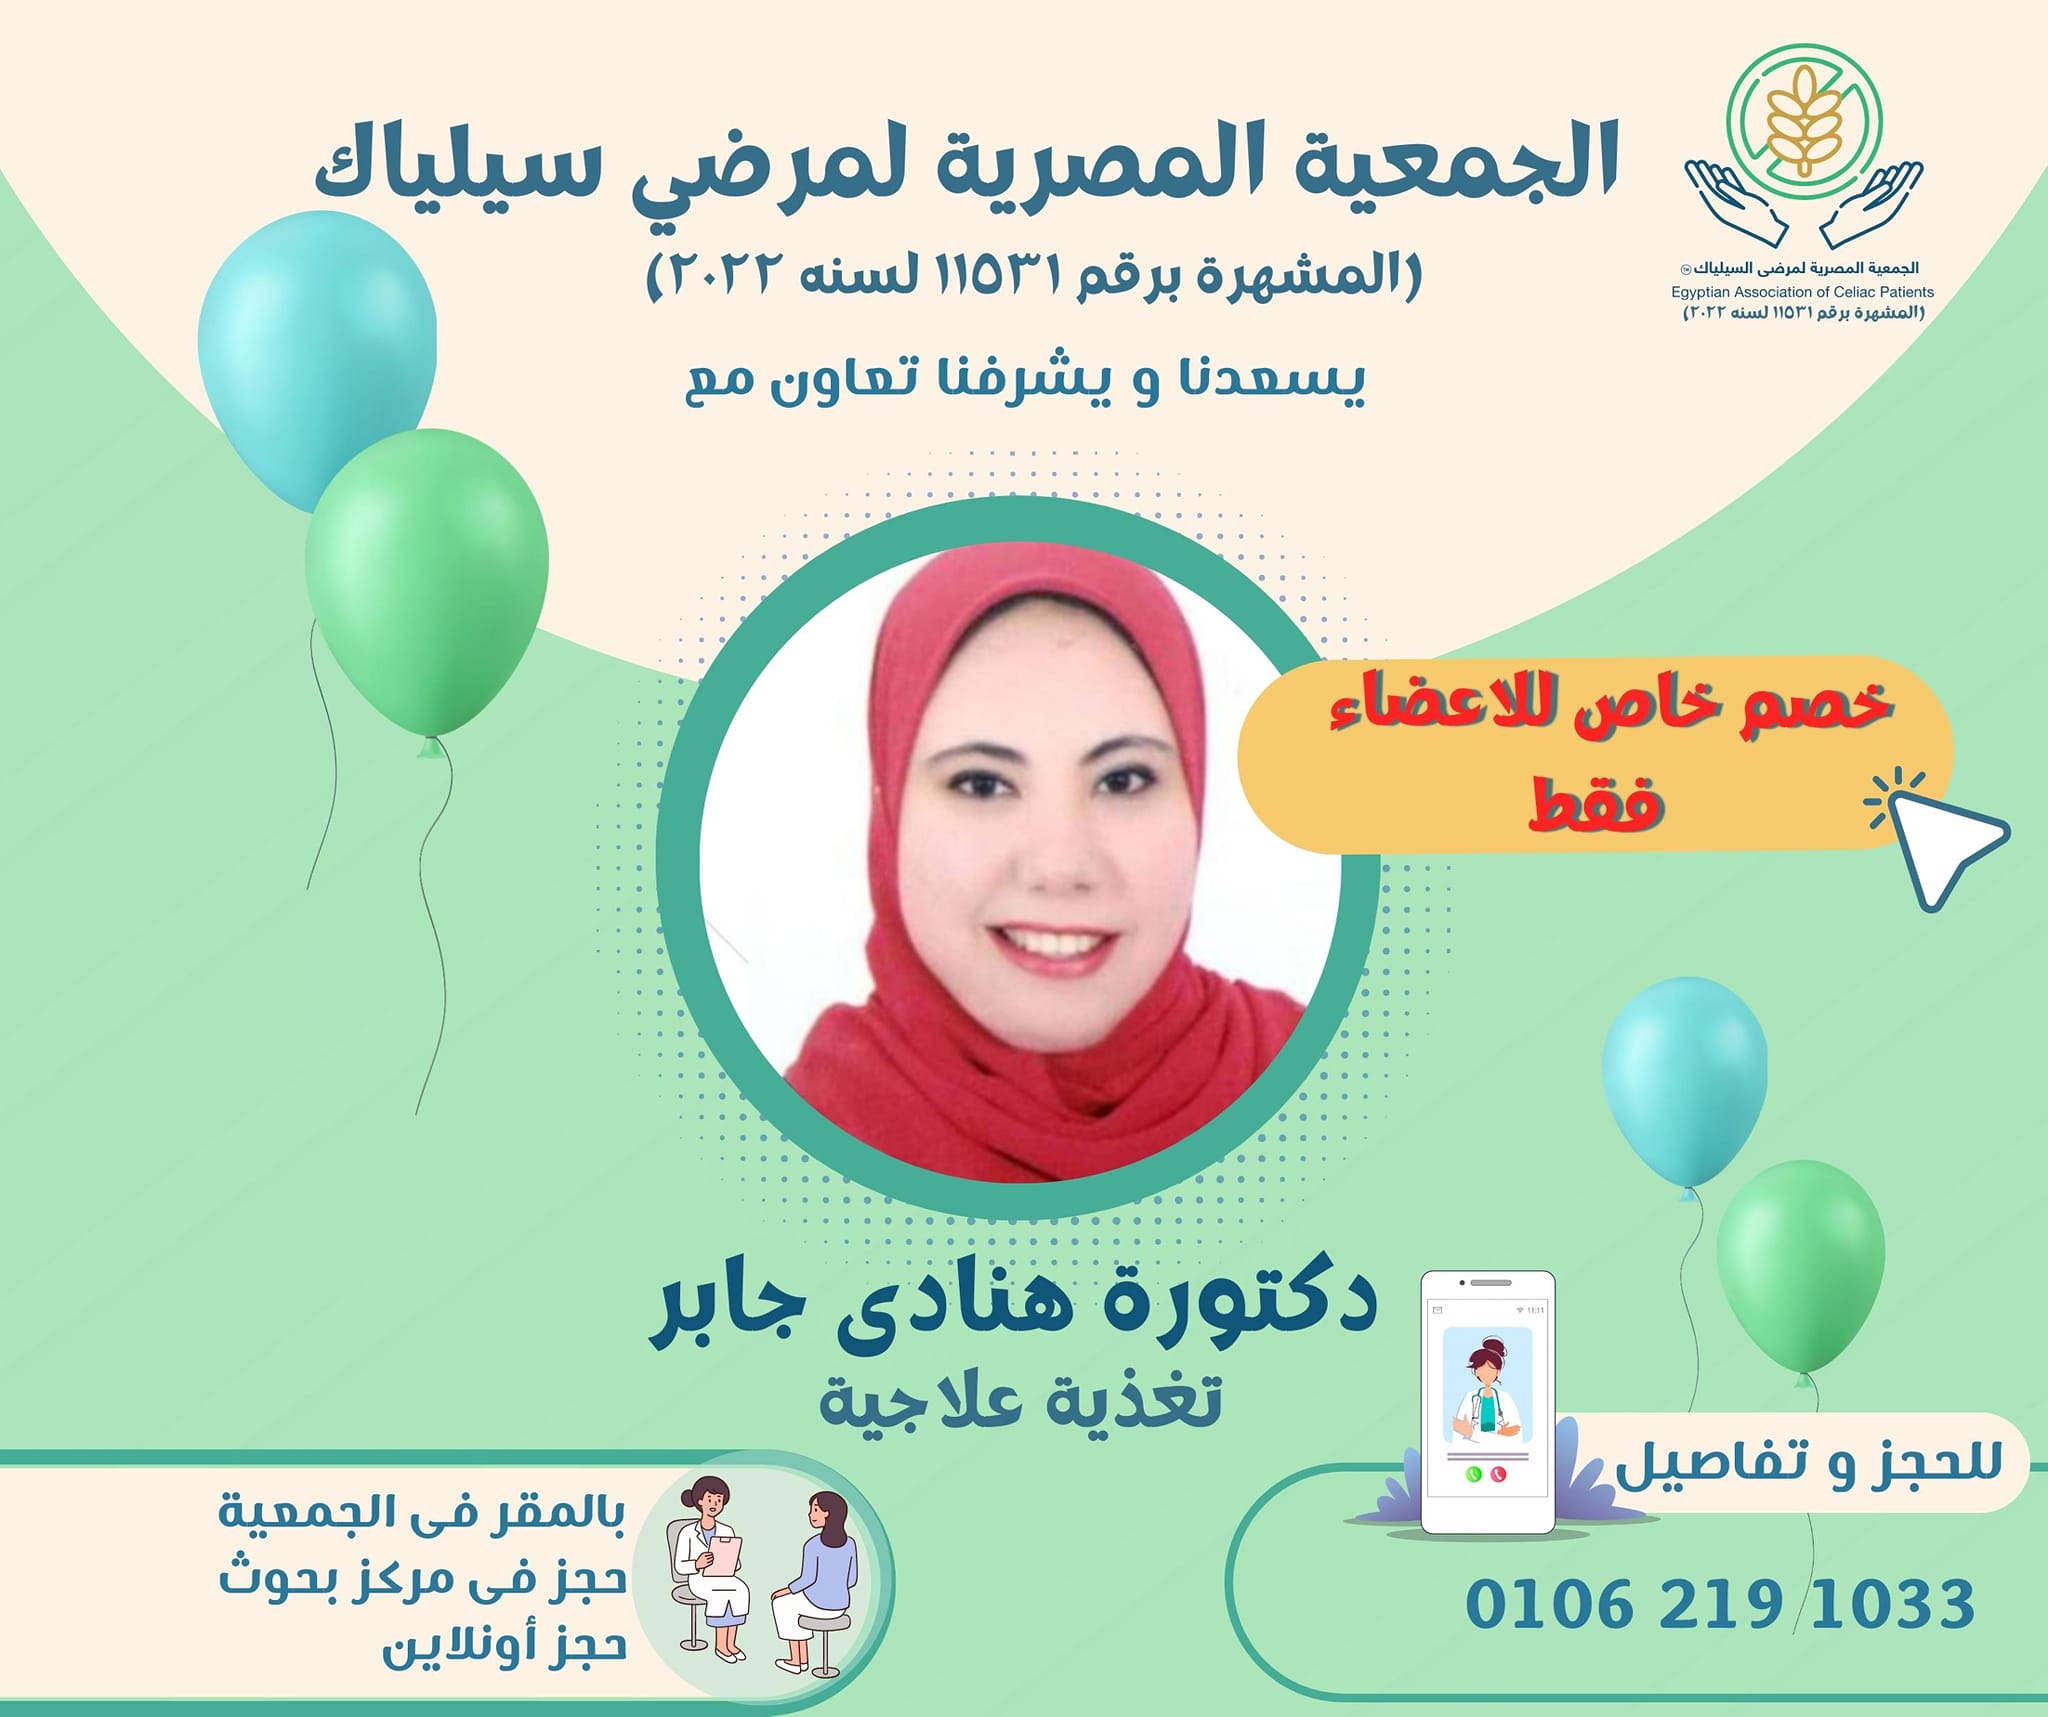 الجمعية المصرية لمرضي سيلياك
(المشهرة برقم ١١٥٣١ لسنه ٢٠٢٢)
يسعدنا و يشرفنا تعاون مع
الجمعية المصرية لمرضى السيلياك
Egyptian Association of Celiac Patients
(المشهرة برقم ١١٥٣١ لسنه ٢٠٢٢)
خصم خاص للاعضاء
فقط
دكتورة هنادى جابر
تغذية علاجية
11:11
للحجز و تفاصيل
0106 219 1033
بالمقر فى الجمعية
حجز فى مركز بحوث
حجز أونلاين